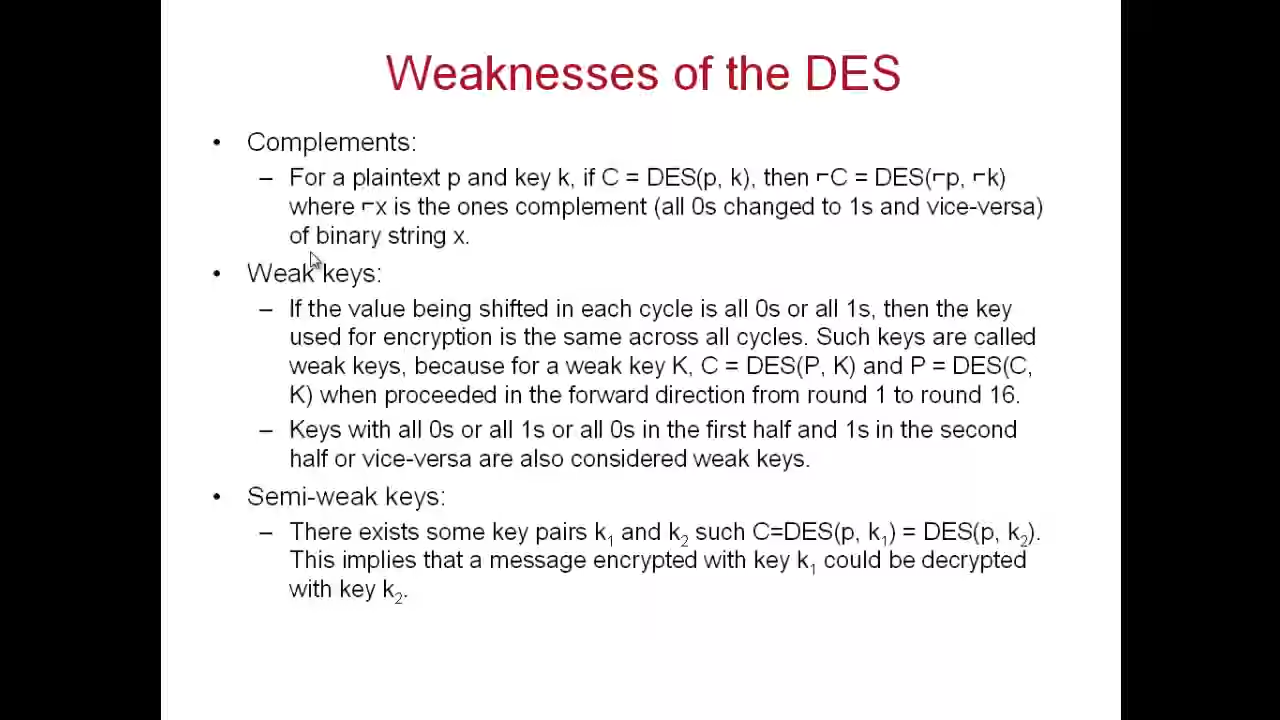 Weaknesses of the DES
• Complements:
– For a plaintext p and key k, if C = DES(p, k), then ⌐C = DES(⌐p, ⌐k)
where ⌐x is the ones complement (all 0s changed to 1s and vice-versa)
of binary string x.
• Weak keys:
– If the value being shifted in each cycle is all 0s or all 1s, then the key
used for encryption is the same across all cycles. Such keys are called
weak keys, because for a weak key K, C = DES(P, K) and P = DES(C,
K) when proceeded in the forward direction from round 1 to round 16.
– Keys with all 0s or all 1s or all 0s in the first half and 1s in the second
half or vice-versa are also considered weak keys.
• Semi-weak keys:
– There exists some key pairs k₁ and k₂ such C=DES(p, k₁) = DES(p, k₂).
This implies that a message encrypted with key k₁ could be decrypted
with key k₂.